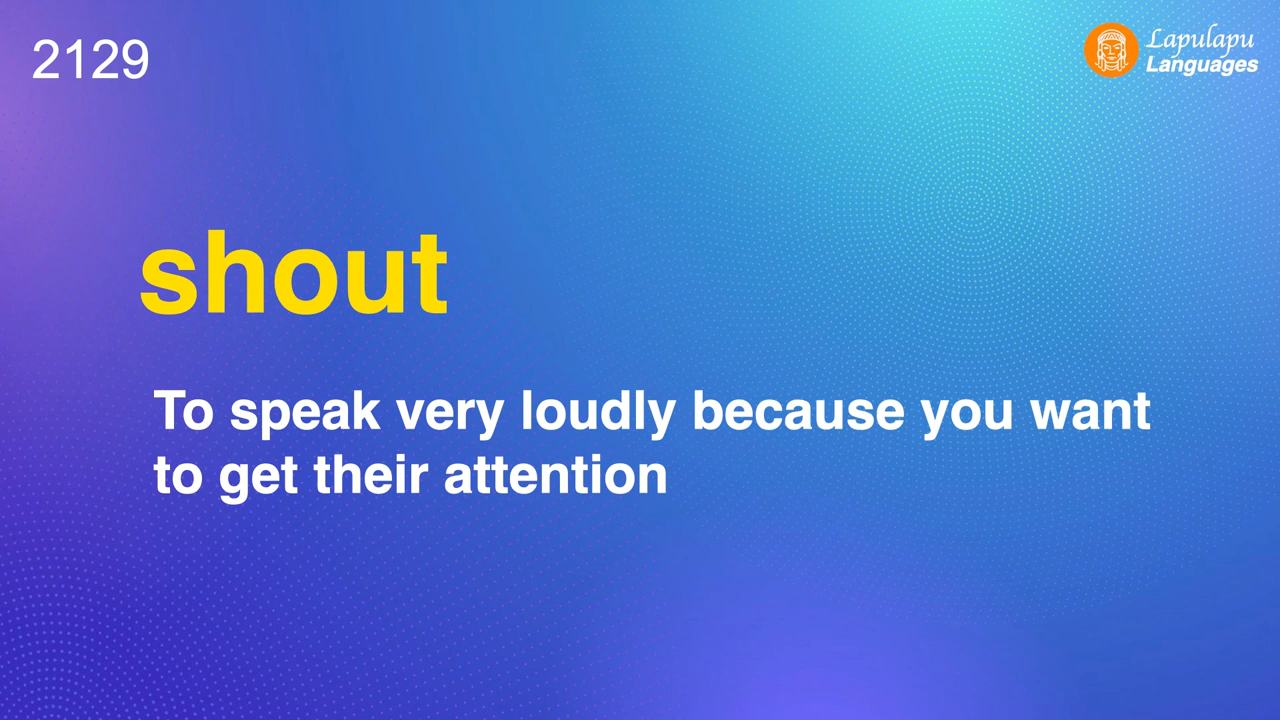 2129
Lapulapu
Languages
shout
To speak very loudly because you want
to get their attention